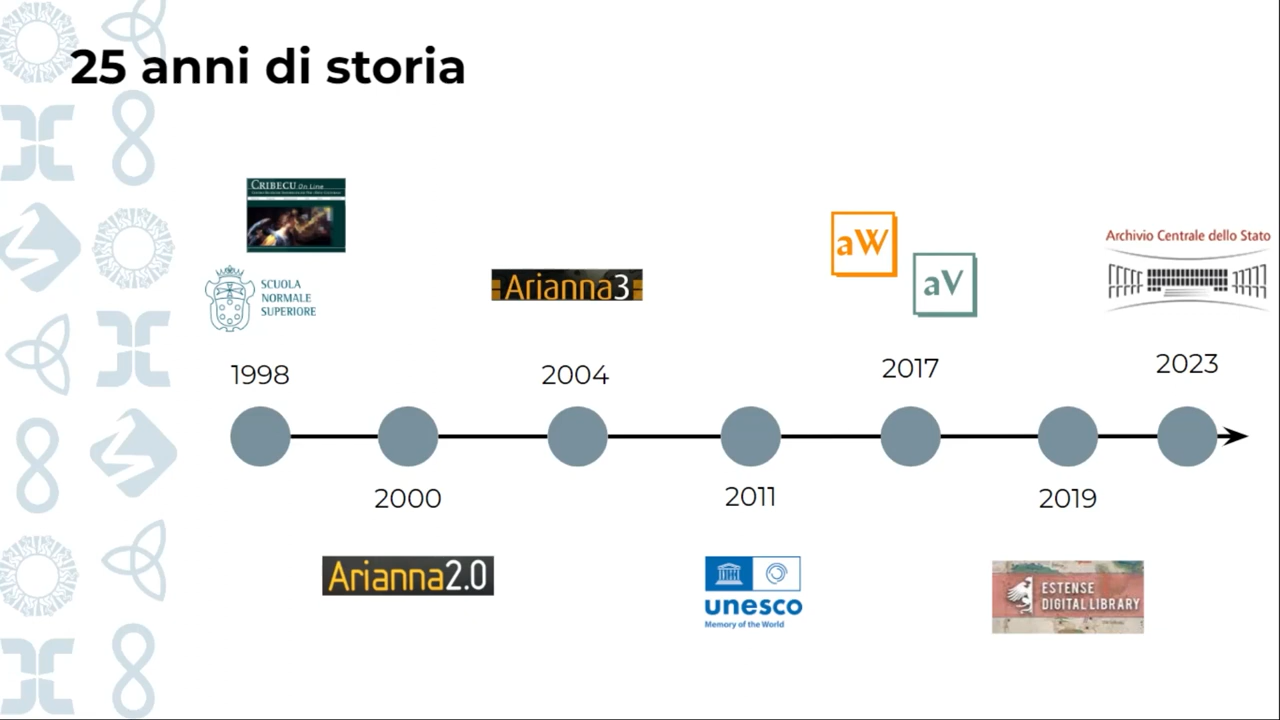 25 anni di storia
CRIBECU On Line
SCUOLA
NORMALE
SUPERIORE
1998
2000
Arianna2.0
Arianna3
2004
2011
unesco
Memory of the World
aW
aV
2017
2019
ESTENSE
DIGITAL LIBRARY
Archivio Centrale dello Stato
2023